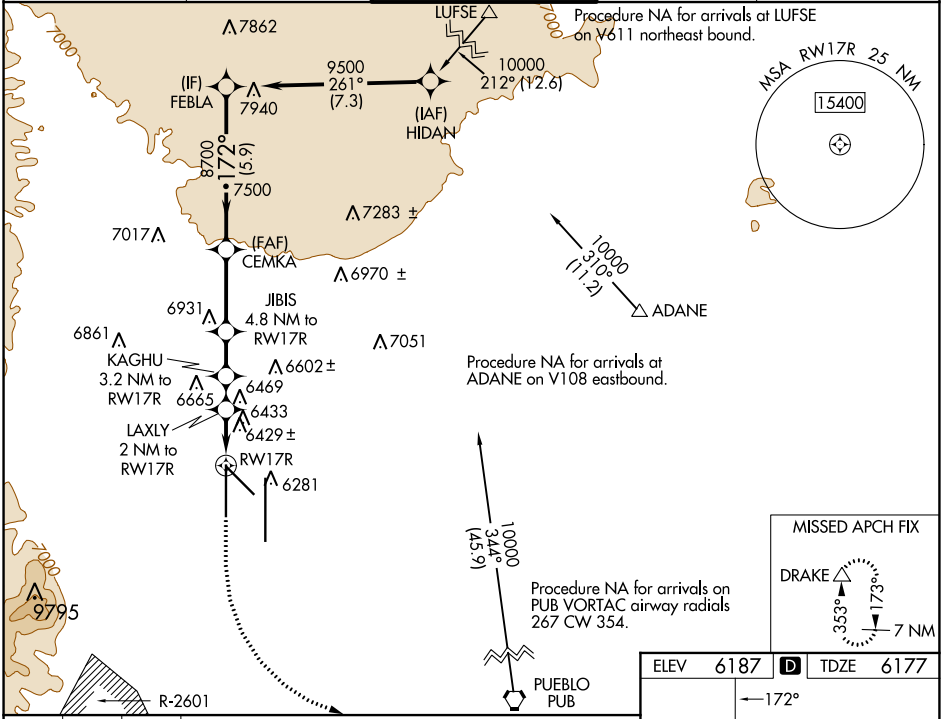 7000
7862
LUFSE
Procedure NA for arrivals at LUFSE
on V611 northeast bound.
(IF)
FEBLA
7940
9500
261°
(7.3)
(IAF)
HIDAN
10000
212° (12.6)
MSA RW17R 25 NM
15400
8700
172°
(5.9)
7500
7283 ±
7017
(FAF)
CEMKA
6970 ±
10000
310°
(11.2)
ADANE
6931
JIBIS
4.8 NM to
RW17R
6861
7051
KAGHU
3.2 NM to
RW17R
6602 ±
6665
6469
6433
6429 ±
Procedure NA for arrivals at
ADANE on V108 eastbound.
LAXLY
2 NM to
RW17R
RW17R
6281
7000
9795
10000
344°
(45.9)
Procedure NA for arrivals on
PUB VORTAC airway radials
267 CW 354.
PUEBLO
PUB
R-2601
MISSED APCH FIX
DRAKE
353°
173°
7 NM
ELEV 6187 D TDZE 6177
172°